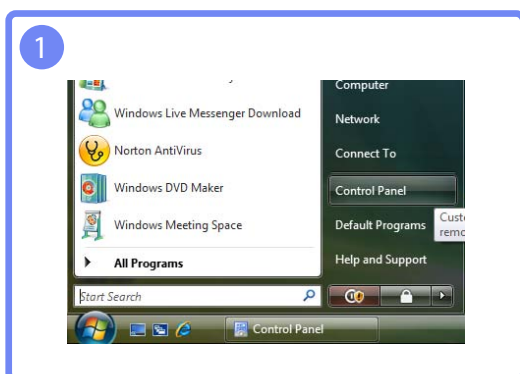 1
Computer
Windows Live Messenger Download
Network
Norton AntiVirus
Connect To
Windows DVD Maker
Control Panel
Windows Meeting Space
Default Programs
All Programs
Help and Support
Start Search
Control Panel